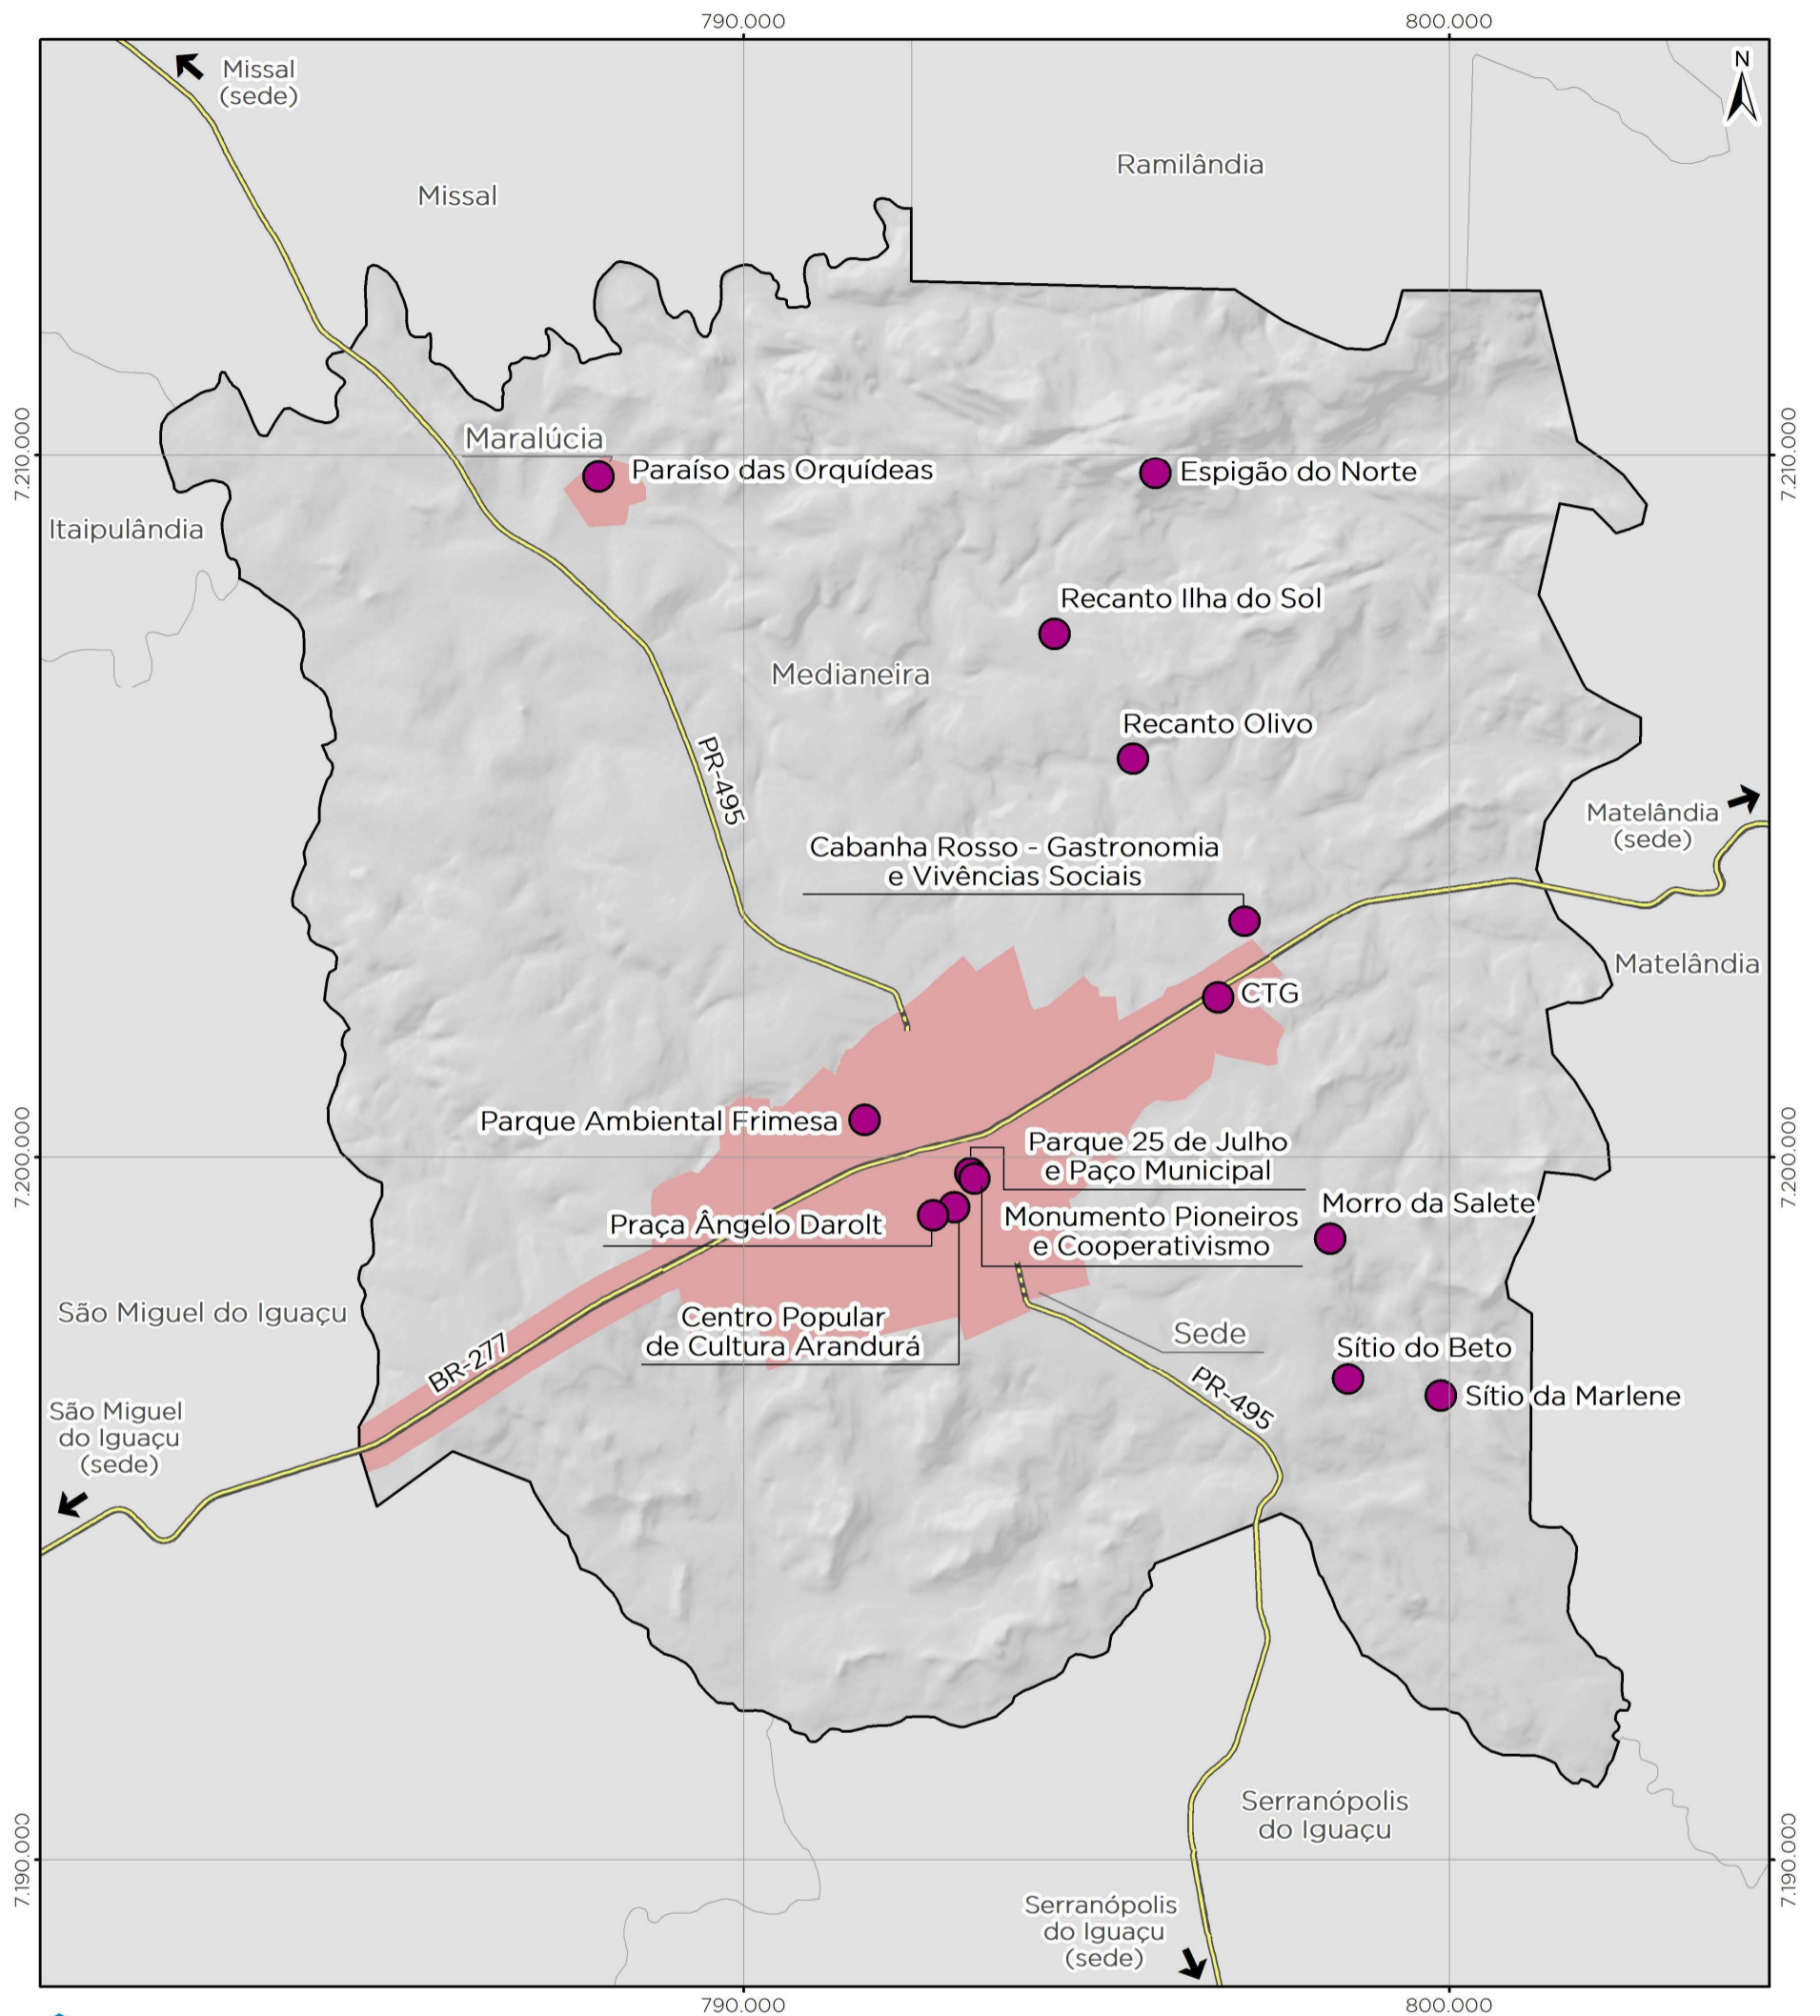 790.000
800.000
Missal
(sede)
N
Ramilândia
Missal
Maralúcia
7.210.000
7.210.000
Paraíso das Orquídeas
Espigão do Norte
Itaipulândia
Recanto Ilha do Sol
Medianeira
Recanto Olivo
PR-495
Matelândia
(sede)
Cabanha Rosso - Gastronomia
e Vivências Sociais
Matelândia
CTG
Parque Ambiental Frimesa
Parque 25 de Julho
e Paço Municipal
7.200.000
7.200.000
Morro da Salete
Praça Ângelo Darolt
Monumento Pioneiros
e Cooperativismo
São Miguel do Iguaçu
Centro Popular
de Cultura Arandurá
Sede
Sítio do Beto
BR-277
PR-495
Sítio da Marlene
São Miguel
do Iguaçu
(sede)
Serranópolis
do Iguaçu
7.190.000
7.190.000
Serranópolis
do Iguaçu
(sede)
790.000
800.000